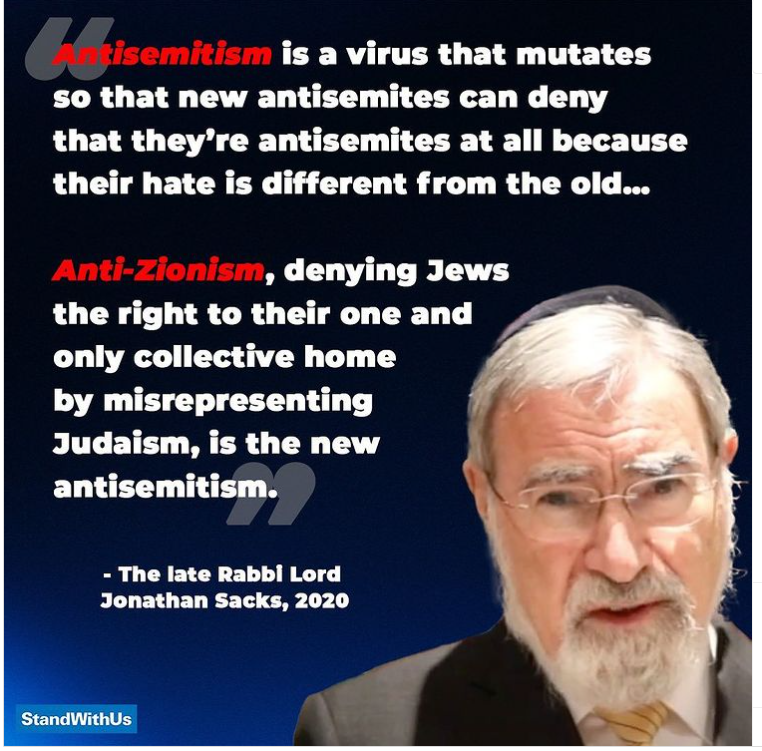 Antisemitism is a virus that mutates
so that new antisemites can deny
that they’re antisemites at all because
their hate is different from the old...
Anti-Zionism, denying Jews
the right to their one and
only collective home
by misrepresenting
Judaism, is the new
antisemitism.
- The late Rabbi Lord
Jonathan Sacks, 2020
StandWithUs